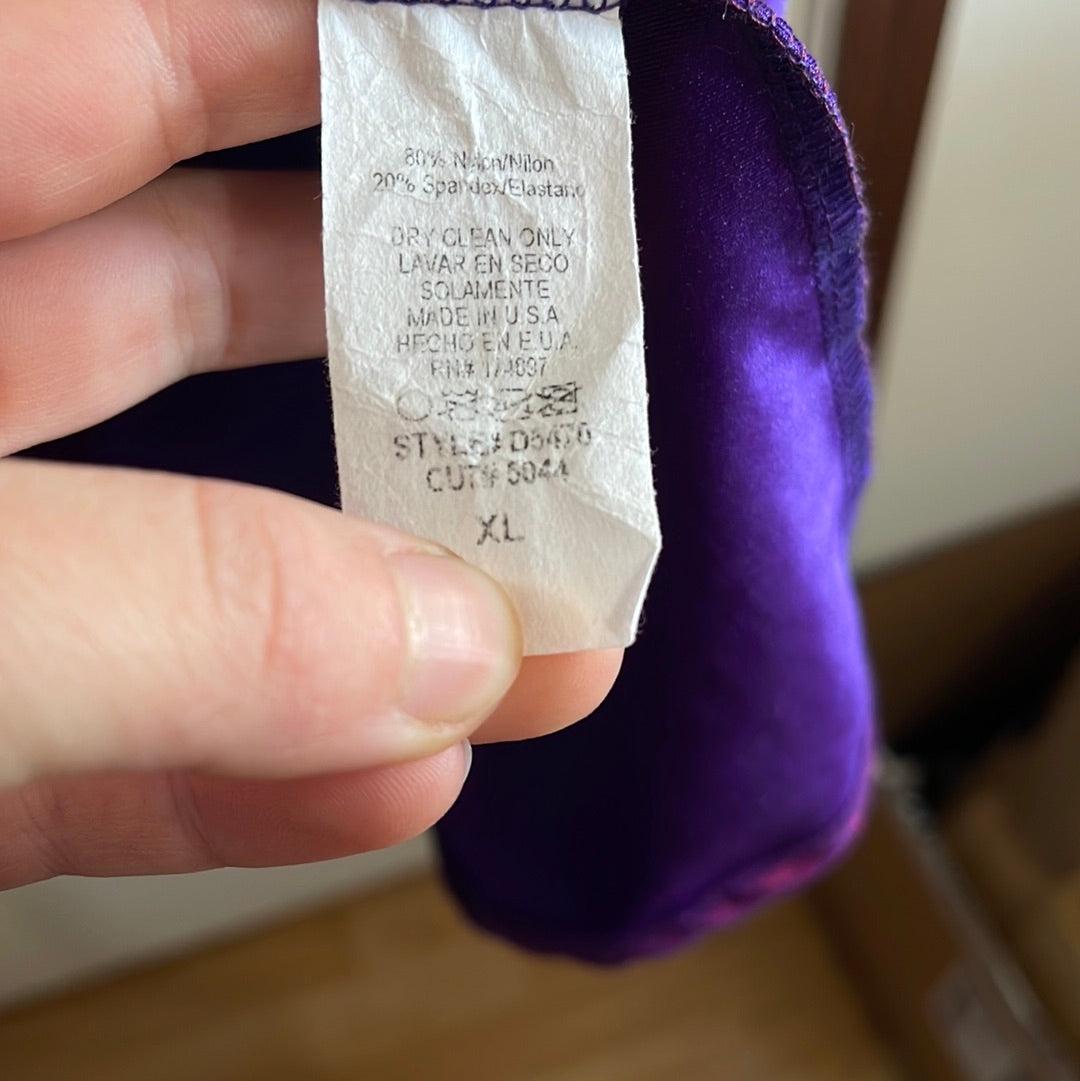 80% Nylon/Nilon
20% Spandex/Elastano
DRY CLEAN ONLY
LAVAR EN SECO
SOLAMENTE
MADE IN U.S.A
HECHO EN E.U.A.
RN#
STYLE# D5470
CUT# 5044
XL